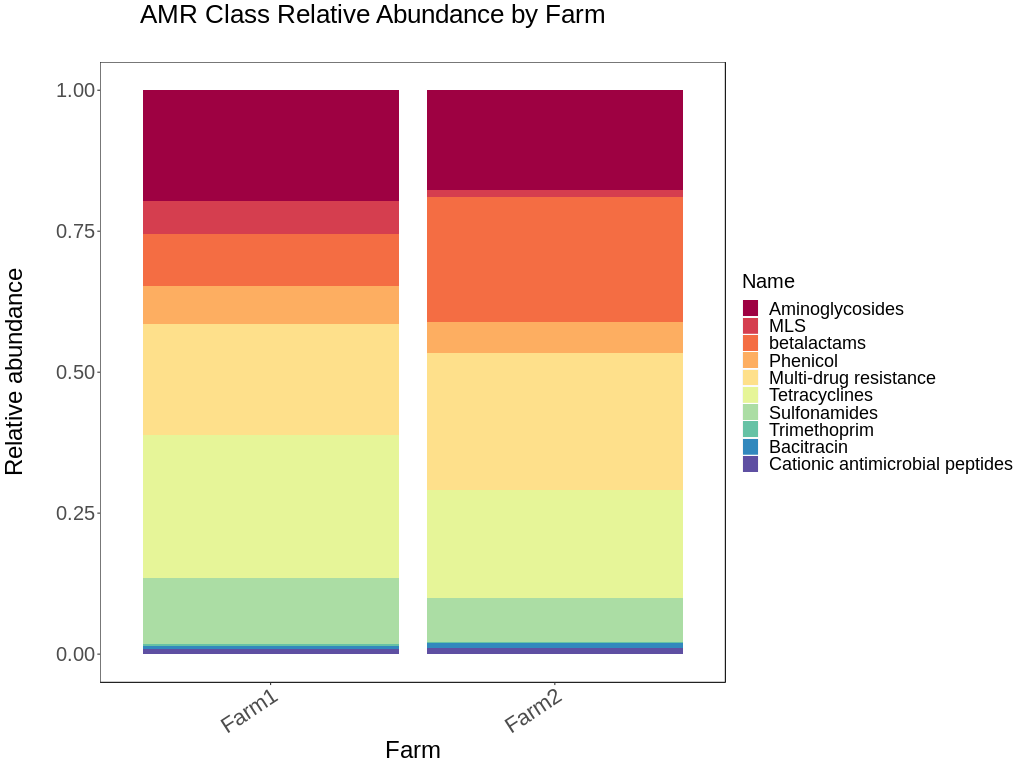 AMR Class Relative Abundance by Farm
Relative abundance
1.00
0.75
0.50
0.25
0.00
Farm1
Farm2
Farm
Name
Aminoglycosides
MLS
betalactams
Phenicol
Multi-drug resistance
Tetracyclines
Sulfonamides
Trimethoprim
Bacitracin
Cationic antimicrobial peptides